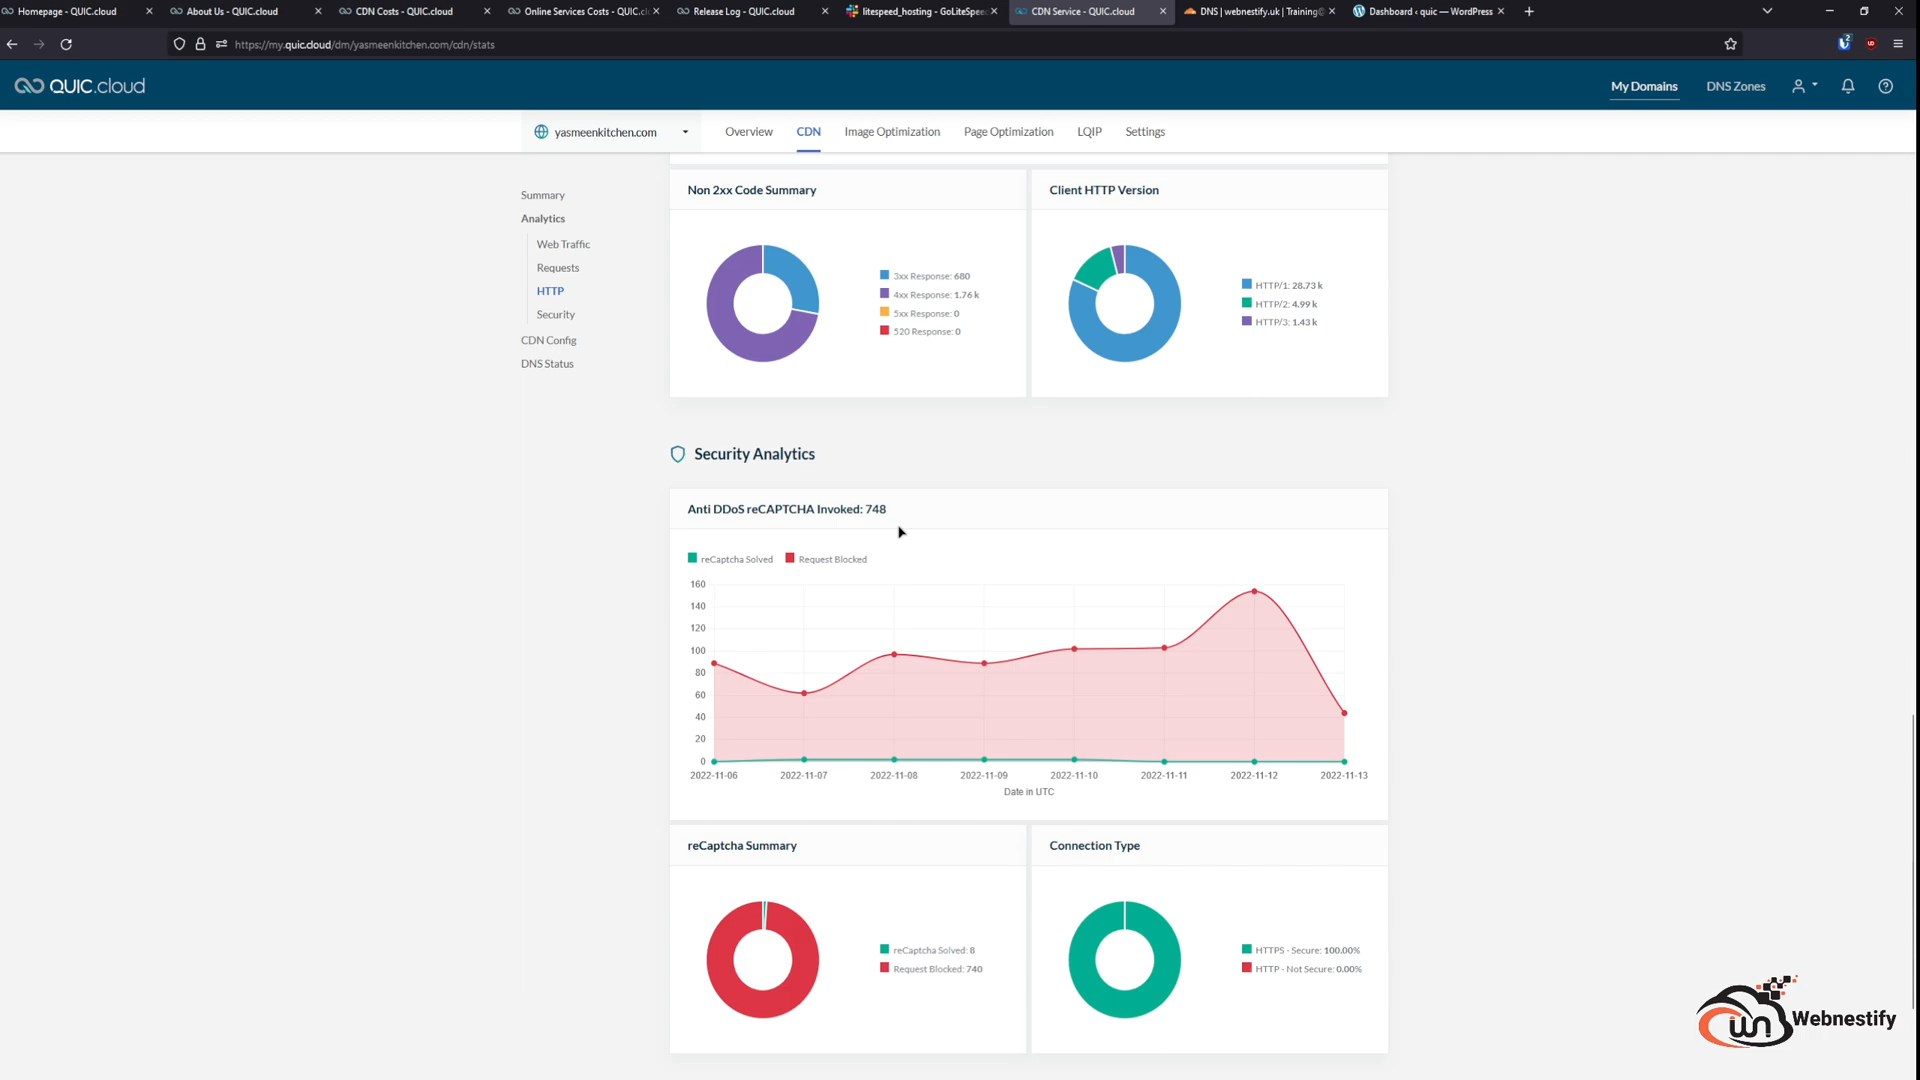 Homepage - QUIC.cloud
About Us - QUIC.cloud
CDN Costs - QUIC.cloud
Online Services Costs - QUIC.cl
Release Log - QUIC.cloud
litespeed_hosting - GoLiteSpee
CDN Service - QUIC.cloud
DNS | webnestify.uk | Training
Dashboard ‹ quic — WordPress
https://my.quic.cloud/dm/yasmeenkitchen.com/cdn/stats
2
QUIC.cloud
My Domains
DNS Zones
yasmeenkitchen.com
Overview
CDN
Image Optimization
Page Optimization
LQIP
Settings
Summary
Analytics
Web Traffic
Requests
HTTP
Security
CDN Config
DNS Status
Non 2xx Code Summary
3xx Response: 680
4xx Response: 1.76 k
5xx Response: 0
520 Response: 0
Client HTTP Version
HTTP/1: 28.73 k
HTTP/2: 4.99 k
HTTP/3: 1.43 k
Security Analytics
Anti DDoS reCAPTCHA Invoked: 748
reCaptcha Solved
Request Blocked
160
140
120
100
80
60
40
20
0
2022-11-06
2022-11-07
2022-11-08
2022-11-09
2022-11-10
2022-11-11
2022-11-12
2022-11-13
Date in UTC
reCaptcha Summary
reCaptcha Solved: 8
Request Blocked: 740
Connection Type
HTTPS - Secure: 100.00%
HTTP - Not Secure: 0.00%
wn Webnestify